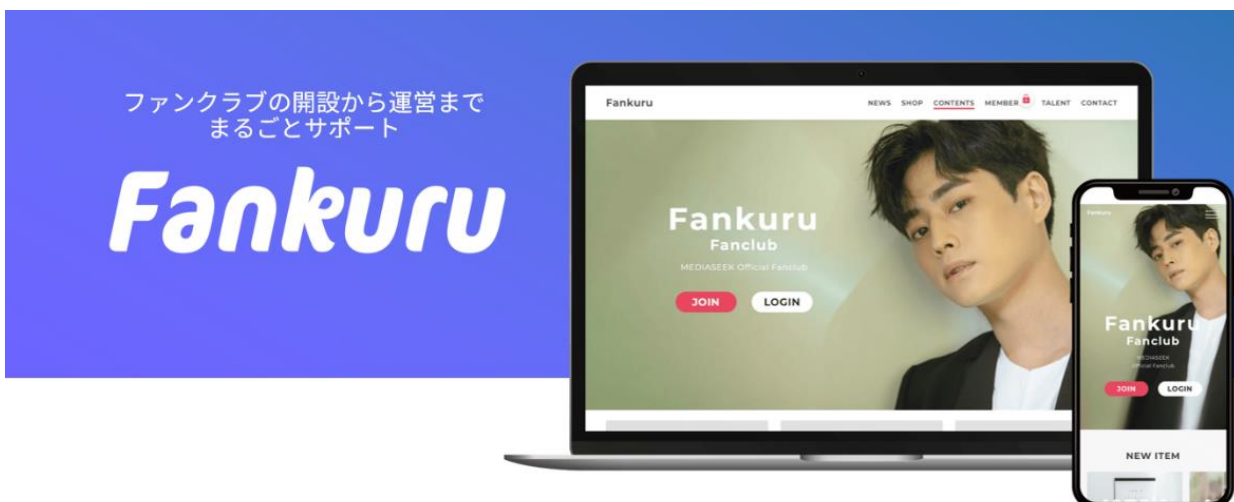 ファンクラブの開設から運営まで
まるごとサポート
Fankuru
Fankuru
NEWS SHOP CONTENTS MEMBER TALENT CONTACT
Fankuru
Fanclub
MEDIASEEK Official Fanclub
JOIN LOGIN
Fankuru
Fankuru
Fanclub
MEDIASEEK
Official Fanclub
JOIN LOGIN
NEW ITEM